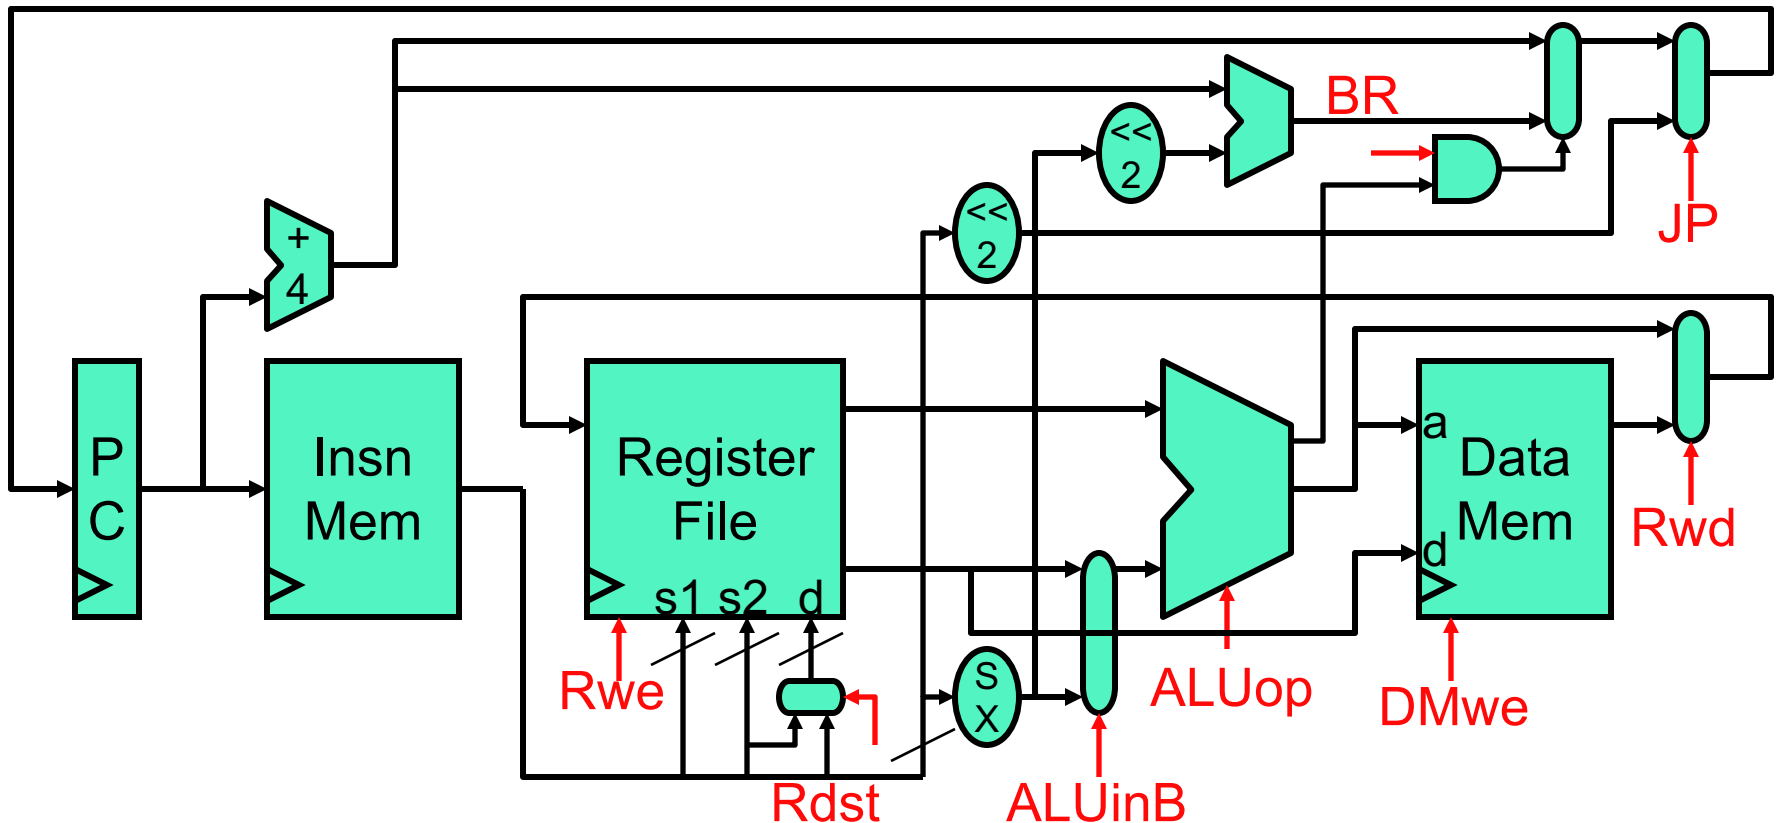 BR
<<
2
<<
2
JP
+
4
P
C
Insn
Mem
Register
File
s1 s2 d
a
d
Data
Mem
Rwd
Rwe
S
X
ALUop
DMwe
Rdst
ALUinB